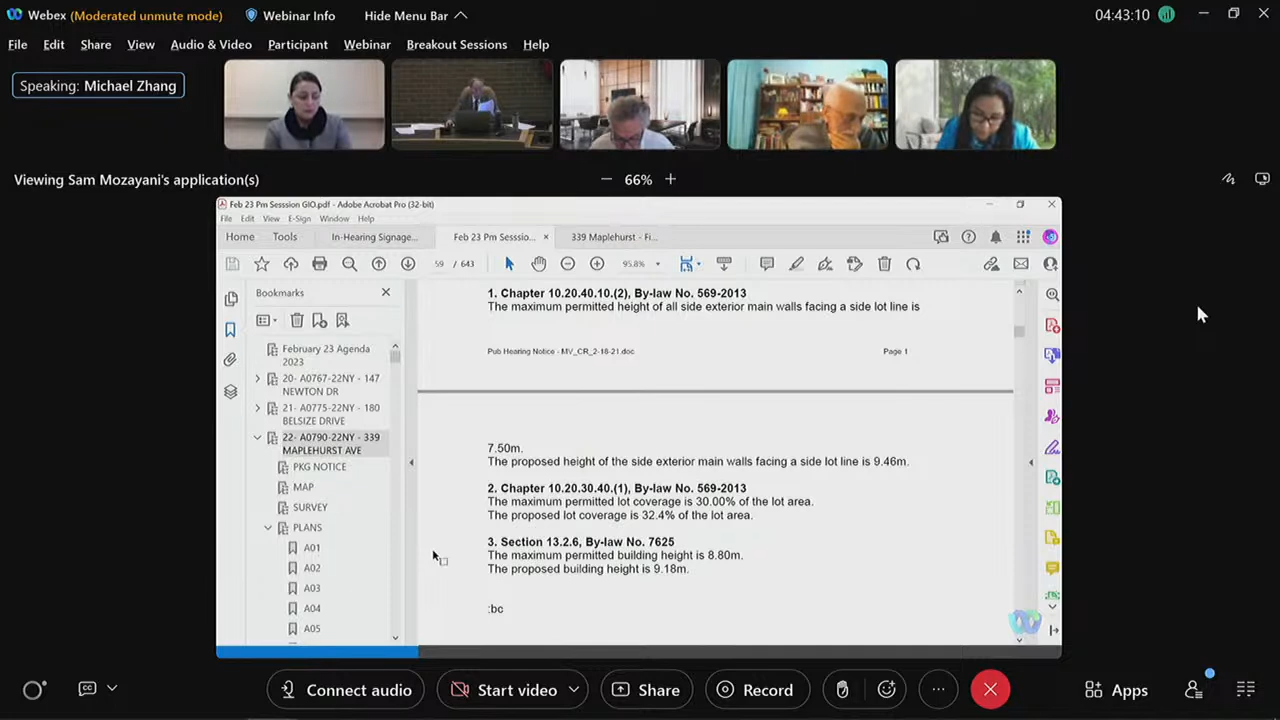 Webex (Moderated unmute mode) Webinar Info Hide Menu Bar 04:43:10
File Edit Share View Audio & Video Participant Webinar Breakout Sessions Help
Speaking: Michael Zhang
Viewing Sam Mozayani's application(s)
66%
Feb 23 Pm Sesssion GIO.pdf - Adobe Acrobat Pro (32-bit)
File Edit View E-Sign Window Help
Home Tools In-Hearing Signage... Feb 23 Pm Sesssio... 339 Maplehurst - Fi...
59 / 643 95.8%
Bookmarks
February 23 Agenda
2023
20- A0767-22NY - 147
NEWTON DR
21- A0775-22NY - 180
BELSIZE DRIVE
22- A0790-22NY - 339
MAPLEHURST AVE
PKG NOTICE
MAP
SURVEY
PLANS
A01
A02
A03
A04
A05
1. Chapter 10.20.40.10.(2), By-law No. 569-2013
The maximum permitted height of all side exterior main walls facing a side lot line is
Pub Hearing Notice - MV_CR_2-18-21.doc Page 1
7.50m.
The proposed height of the side exterior main walls facing a side lot line is 9.46m.
2. Chapter 10.20.30.40.(1), By-law No. 569-2013
The maximum permitted lot coverage is 30.00% of the lot area.
The proposed lot coverage is 32.4% of the lot area.
3. Section 13.2.6, By-law No. 7625
The maximum permitted building height is 8.80m.
The proposed building height is 9.18m.
:bc
Connect audio Start video Share Record Apps